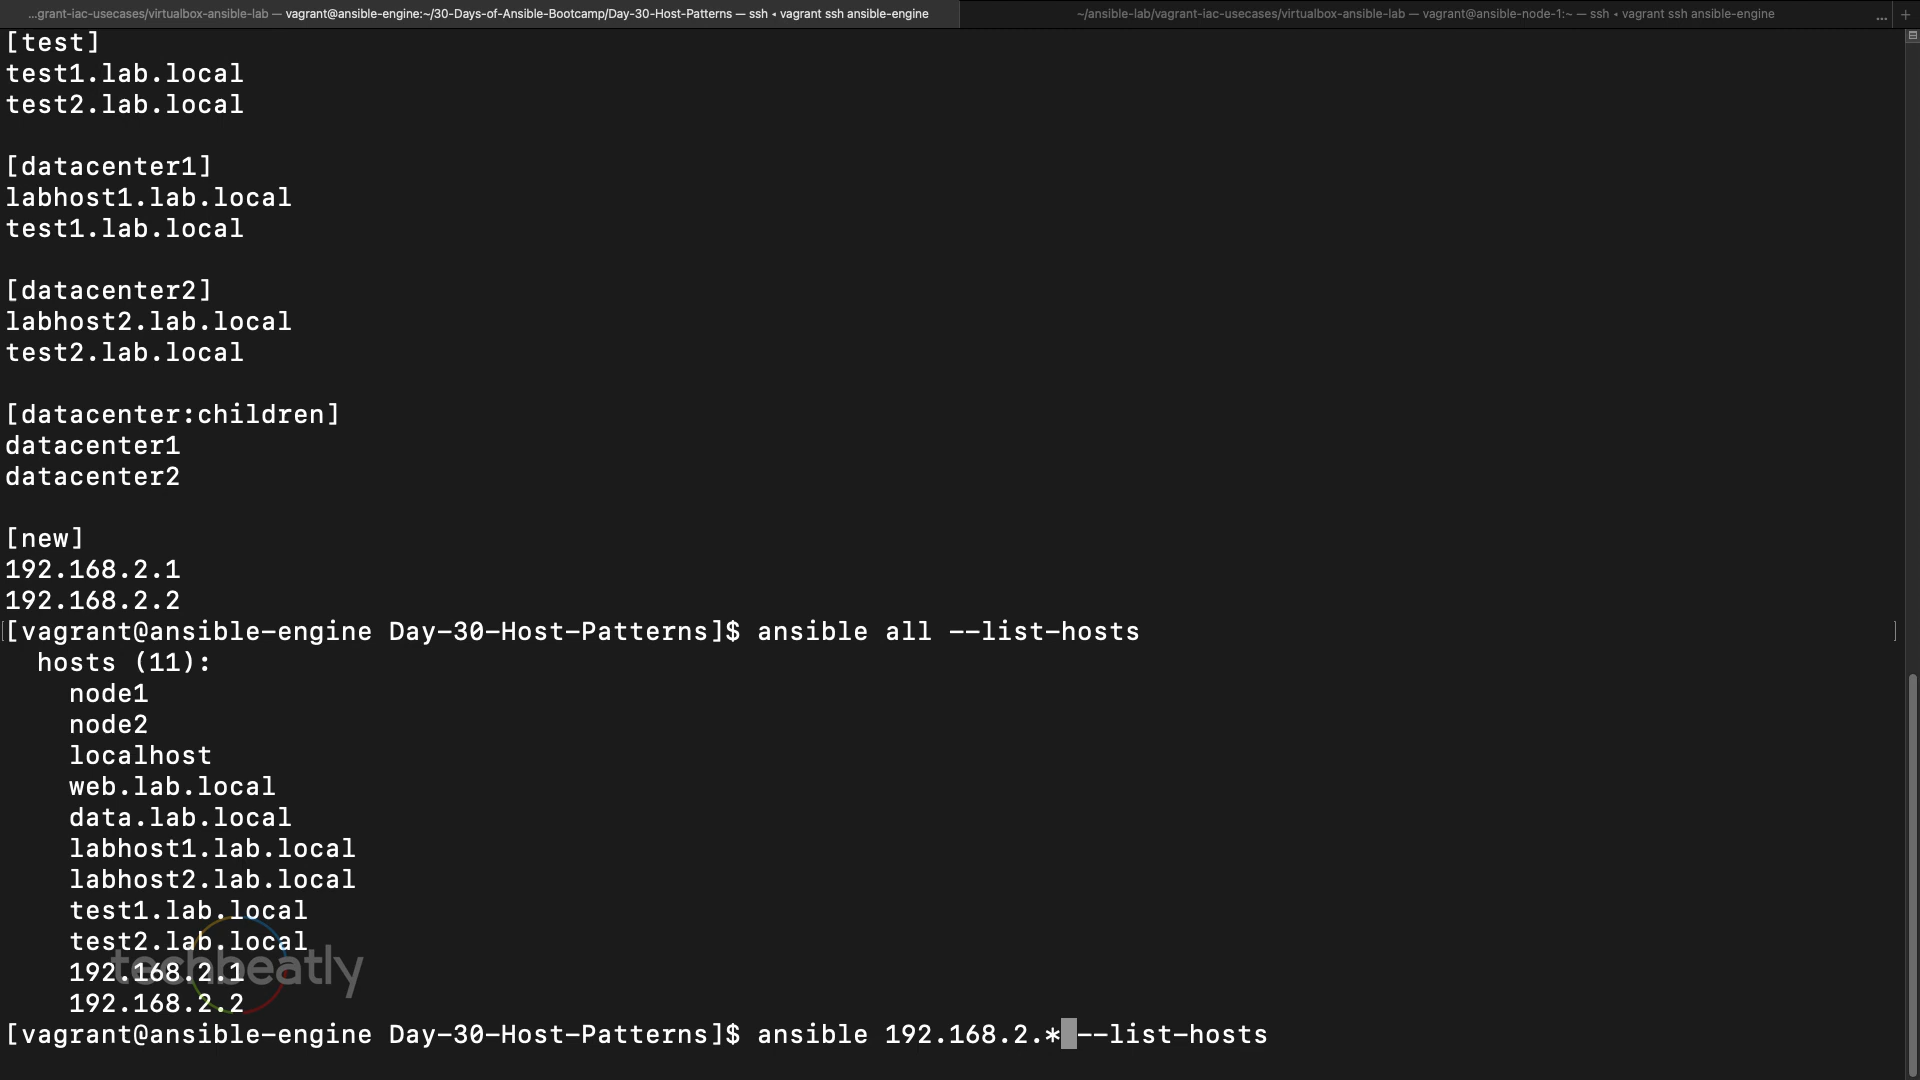 ...grant-iac-usecases/virtualbox-ansible-lab — vagrant@ansible-engine:~/30-Days-of-Ansible-Bootcamp/Day-30-Host-Patterns — ssh ◂ vagrant ssh ansible-engine
~/ansible-lab/vagrant-iac-usecases/virtualbox-ansible-lab — vagrant@ansible-node-1:~ — ssh ◂ vagrant ssh ansible-engine
... +
[test]
test1.lab.local
test2.lab.local
[datacenter1]
labhost1.lab.local
test1.lab.local
[datacenter2]
labhost2.lab.local
test2.lab.local
[datacenter:children]
datacenter1
datacenter2
[new]
192.168.2.1
192.168.2.2
[[vagrant@ansible-engine Day-30-Host-Patterns]$ ansible all --list-hosts ]
hosts (11):
node1
node2
localhost
web.lab.local
data.lab.local
labhost1.lab.local
labhost2.lab.local
test1.lab.local
test2.lab.local
192.168.2.1
techbeatly
192.168.2.2
[vagrant@ansible-engine Day-30-Host-Patterns]$ ansible 192.168.2.* --list-hosts